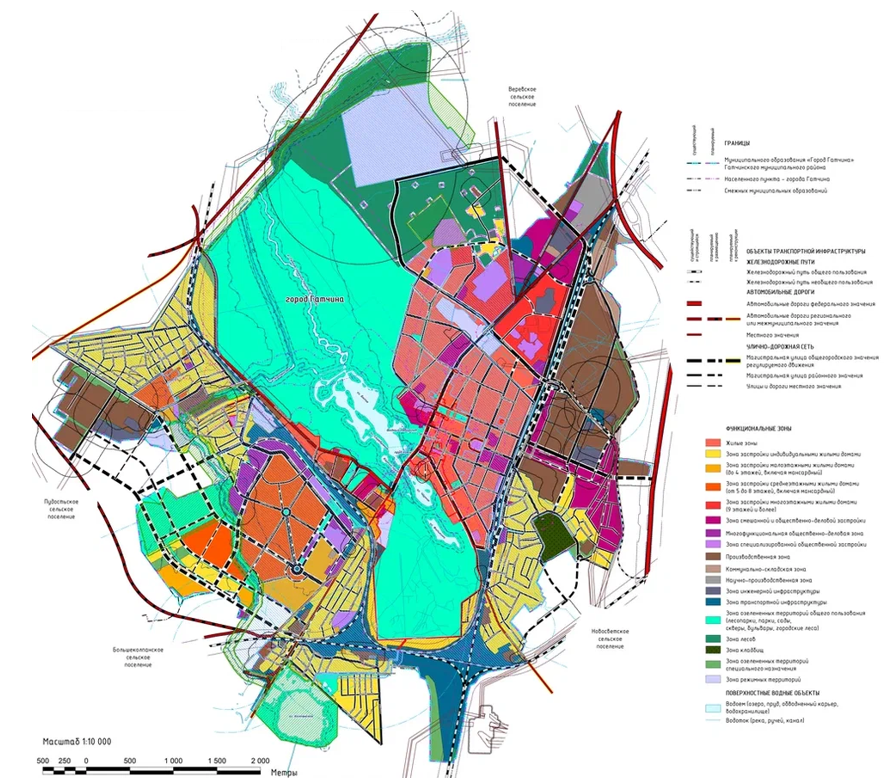 Веревское
сельское
поселение
город Гатчина
Пудостьское
сельское
поселение
Большеколпанское
сельское
поселение
Новосветское
сельское
поселение
Масштаб 1:10 000
500 250 0 500 1 000 1 500 2 000
Метры
существующий
планируемый
ГРАНИЦЫ
Муниципального образования «Город Гатчина»
Гатчинского муниципального района
Населенного пункта - города Гатчина
Смежных муниципальных образований
ОБЪЕКТЫ ТРАНСПОРТНОЙ ИНФРАСТРУКТУРЫ
ЖЕЛЕЗНОДОРОЖНЫЕ ПУТИ
Железнодорожный путь общего пользования
Железнодорожный путь необщего пользования
АВТОМОБИЛЬНЫЕ ДОРОГИ
Автомобильные дороги федерального значения
Автомобильные дороги регионального
или межмуниципального значения
Местного значения
УЛИЧНО-ДОРОЖНАЯ СЕТЬ
Магистральная улица общегородского значения
регулируемого движения
Магистральная улица районного значения
Улицы и дороги местного значения
ФУНКЦИОНАЛЬНЫЕ ЗОНЫ
Жилые зоны
Зона застройки индивидуальными жилыми домами
Зона застройки малоэтажными жилыми домами
(до 4 этажей, включая мансардный)
Зона застройки среднеэтажными жилыми домами
(от 5 до 8 этажей, включая мансардный)
Зона застройки многоэтажными жилыми домами
(9 этажей и более)
Зона смешанной и общественно-деловой застройки
Многофункциональная общественно-деловая зона
Зона специализированной общественной застройки
Производственная зона
Коммунально-складская зона
Научно-производственная зона
Зона инженерной инфраструктуры
Зона транспортной инфраструктуры
Зона озелененных территорий общего пользования
(лесопарки, парки, сады,
скверы, бульвары, городские леса)
Зона лесов
Зона кладбищ
Зона озелененных территорий
специального назначения
Зона режимных территорий
ПОВЕРХНОСТНЫЕ ВОДНЫЕ ОБЪЕКТЫ
Водоем (озеро, пруд, обводненный карьер,
водохранилище)
Водоток (река, ручей, канал)